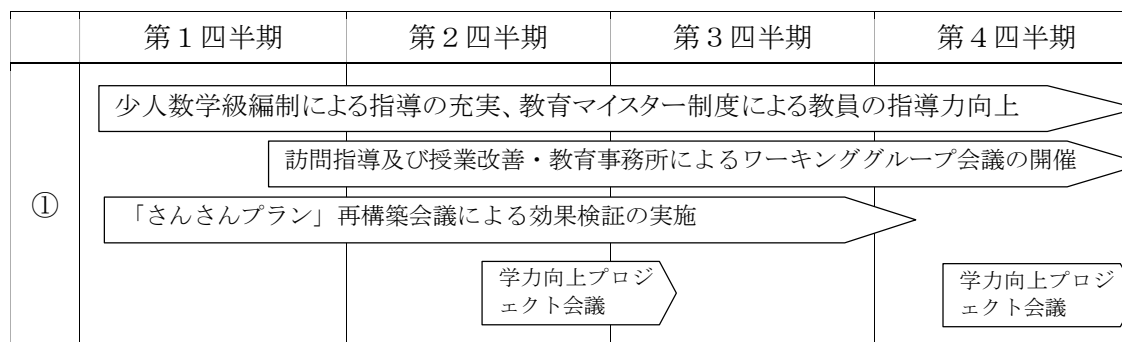 第１四半期 第２四半期 第３四半期 第４四半期
①
少人数学級編制による指導の充実、教育マイスター制度による教員の指導力向上
訪問指導及び授業改善・教育事務所によるワーキンググループ会議の開催
「さんさんプラン」再構築会議による効果検証の実施
学力向上プロジ
ェクト会議
学力向上プロジ
ェクト会議